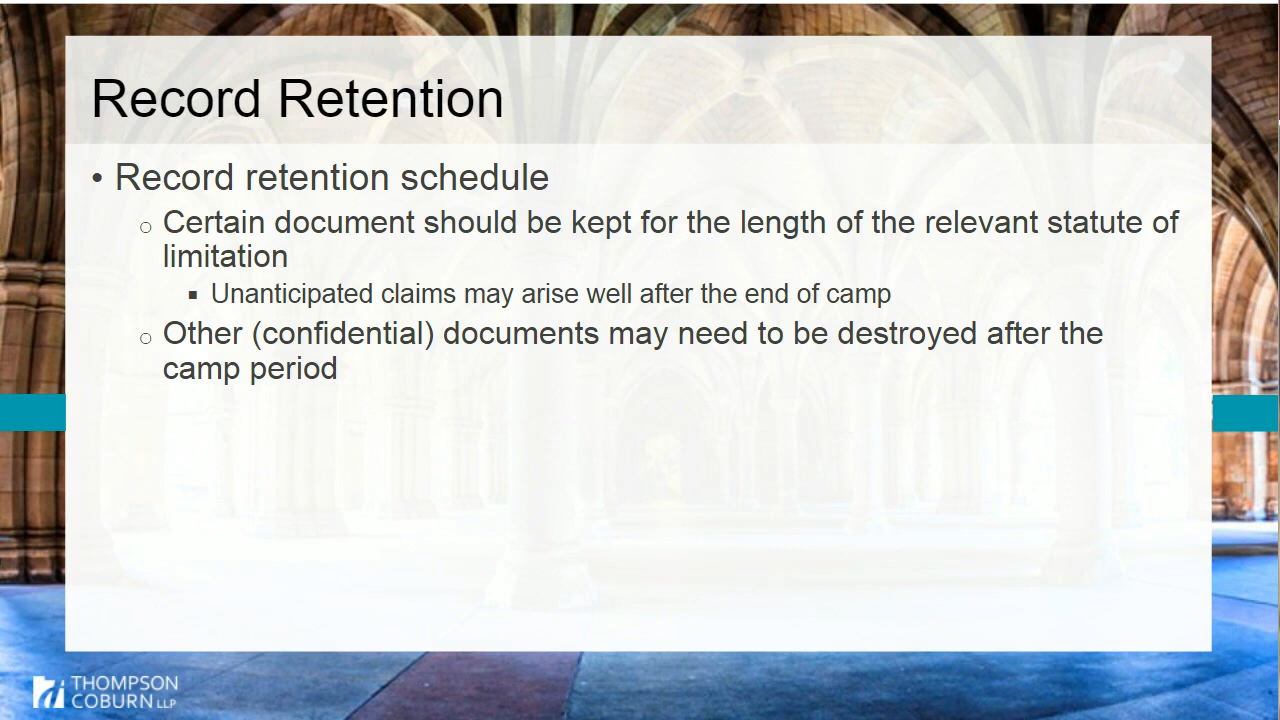 Record Retention
• Record retention schedule
○ Certain document should be kept for the length of the relevant statute of
limitation
▪ Unanticipated claims may arise well after the end of camp
○ Other (confidential) documents may need to be destroyed after the
camp period
THOMPSON
COBURN LLP